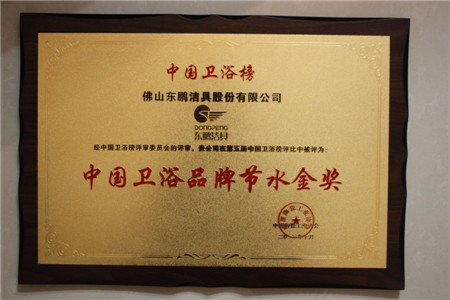 中国卫浴榜
佛山东鹏洁具股份有限公司
DONGPENG
东鹏洁具
经中国卫浴榜评审委员会的评审，贵公司在第五届中国卫浴榜评比中被评为：
中国卫浴品牌节水金奖